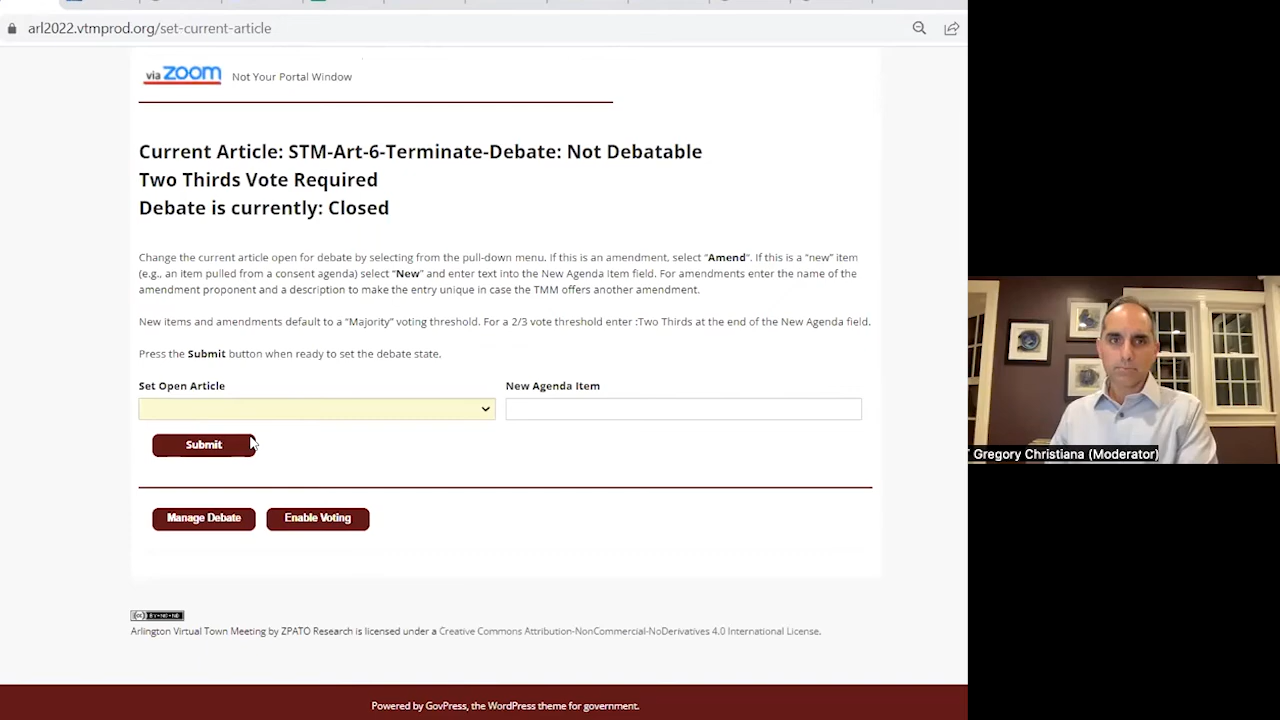 arl2022.vtmprod.org/set-current-article
via zoom Not Your Portal Window
Current Article: STM-Art-6-Terminate-Debate: Not Debatable
Two Thirds Vote Required
Debate is currently: Closed
Change the current article open for debate by selecting from the pull-down menu. If this is an amendment, select "Amend". If this is a "new" item
(e.g., an item pulled from a consent agenda) select "New" and enter text into the New Agenda Item field. For amendments enter the name of the
amendment proponent and a description to make the entry unique in case the TMM offers another amendment.
New items and amendments default to a "Majority" voting threshold. For a 2/3 vote threshold enter :Two Thirds at the end of the New Agenda field.
Press the Submit button when ready to set the debate state.
Set Open Article New Agenda Item
Submit
Gregory Christiana (Moderator)
Manage Debate Enable Voting
Arlington Virtual Town Meeting by ZPATO Research is licensed under a Creative Commons Attribution-NonCommercial-NoDerivatives 4.0 International License.
Powered by GovPress, the WordPress theme for government.